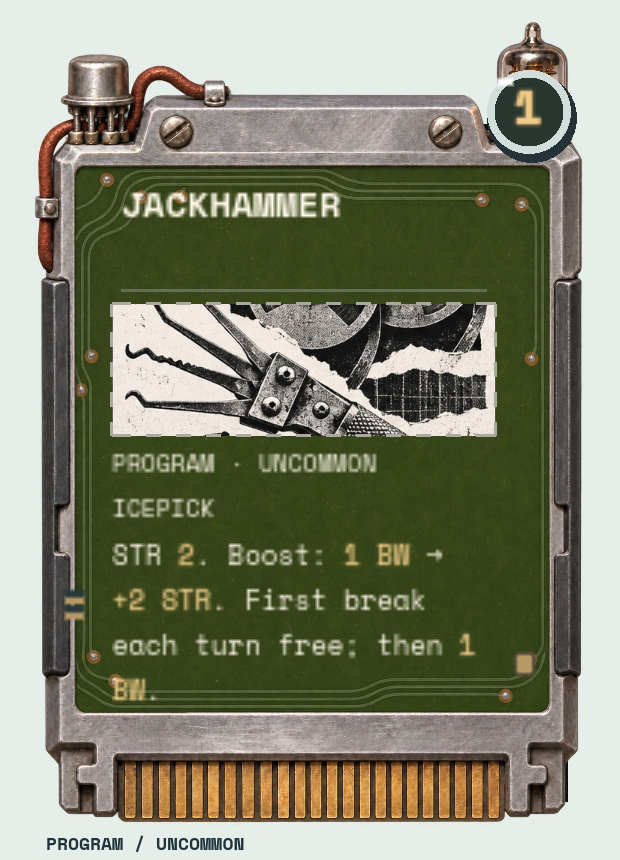 1
JACKHAMMER
PROGRAM · UNCOMMON
ICEPICK
STR 2. Boost: 1 BW →
+2 STR. First break
each turn free; then 1
BW.
PROGRAM / UNCOMMON